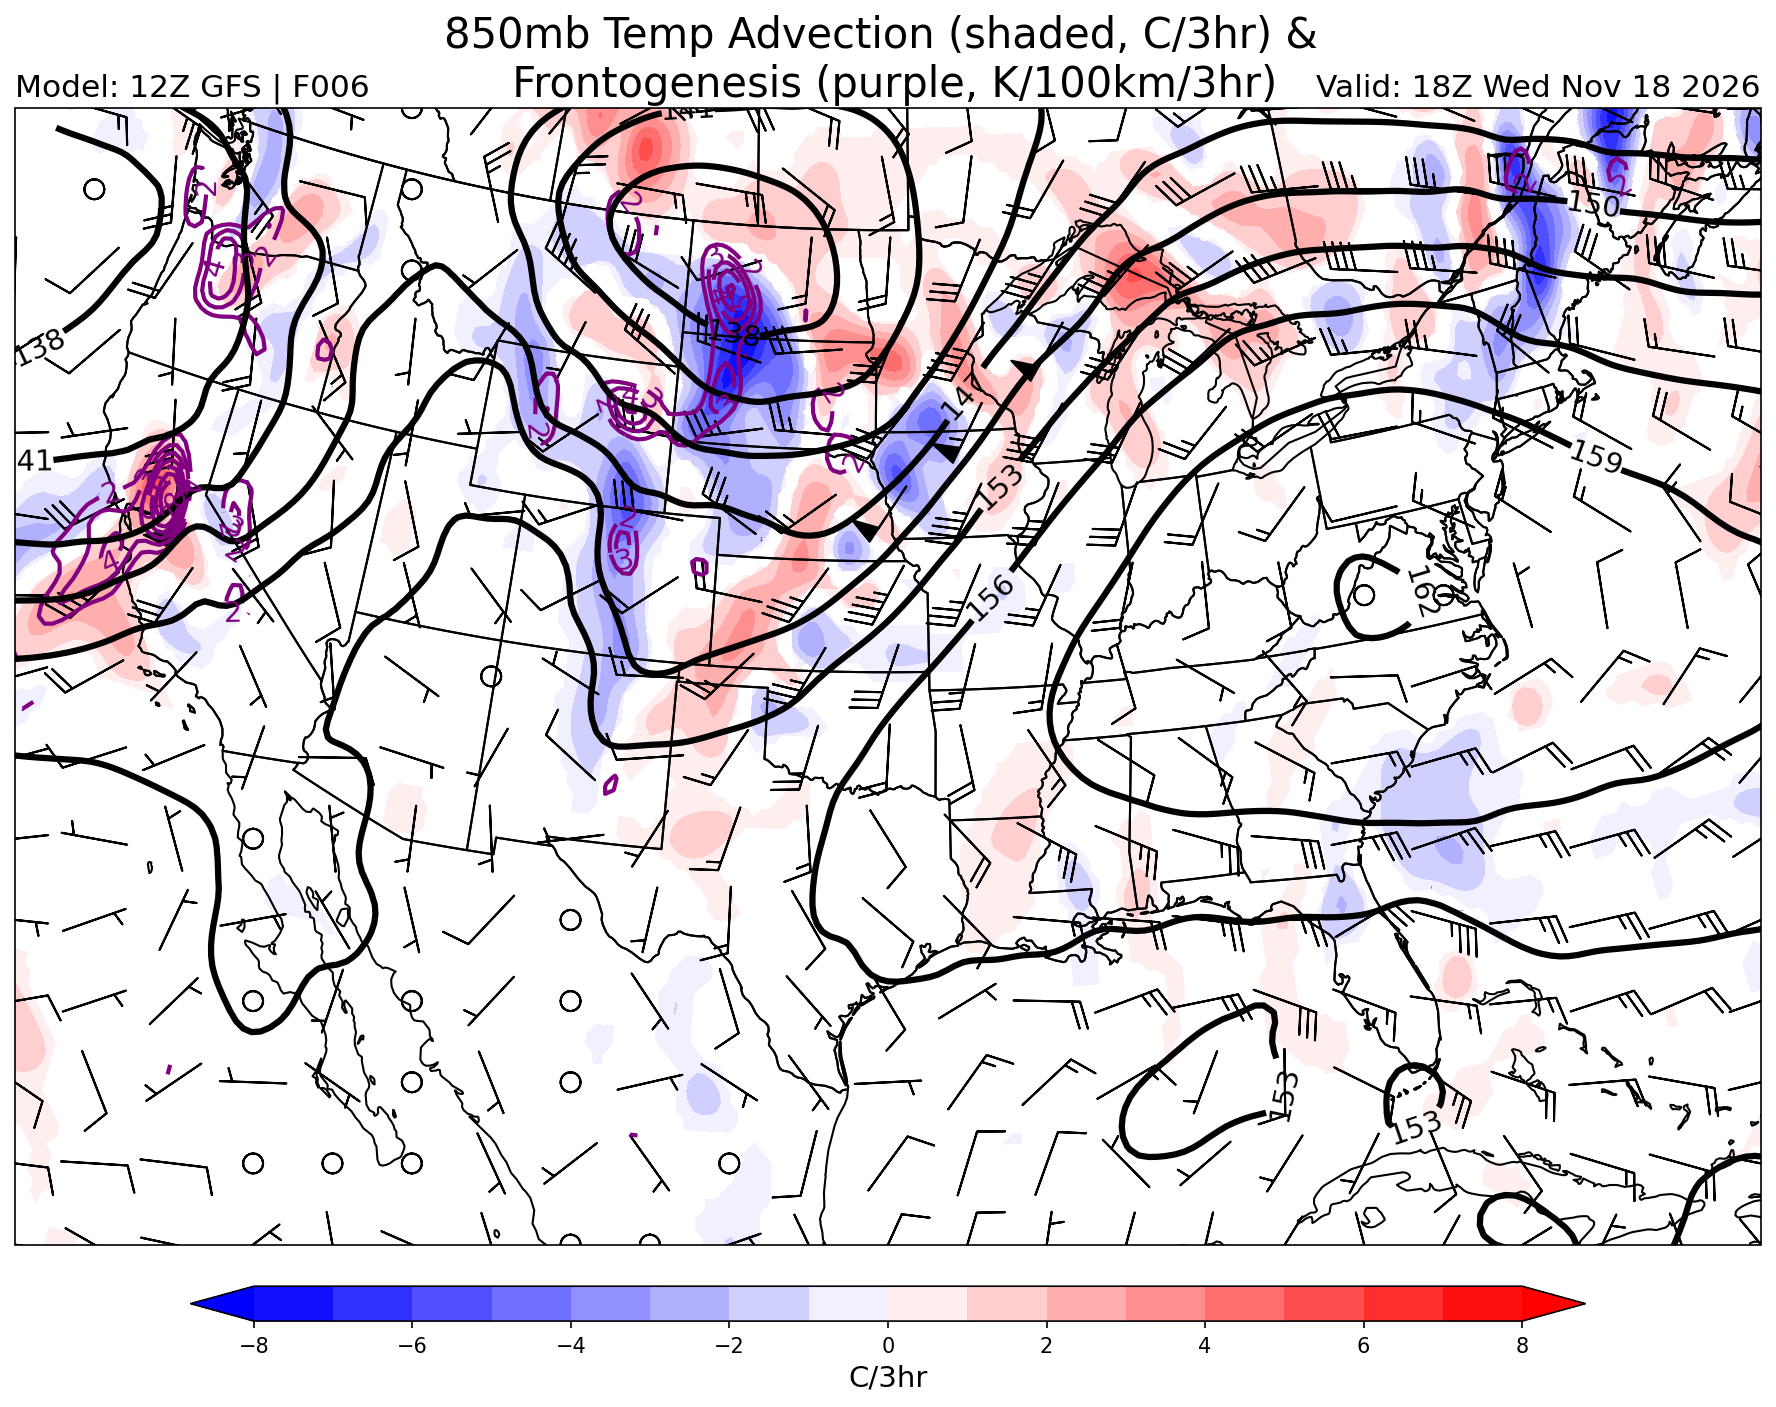 850mb Temp Advection (shaded, C/3hr) &
Frontogenesis (purple, K/100km/3hr)
Model: 12Z GFS | F006
Valid: 18Z Wed Nov 18 2026
150
138
138
159
41
153
156
162
153
153
−8 −6 −4 −2 0 2 4 6 8
C/3hr